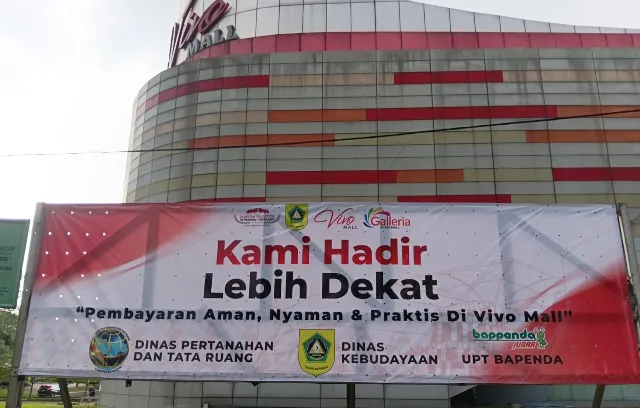 Vivo
MALL
Vivo
MALL
Galleria
Kami Hadir
Lebih Dekat
“Pembayaran Aman, Nyaman & Praktis Di Vivo Mall”
DINAS PERTANAHAN
DAN TATA RUANG
DINAS
KEBUDAYAAN
bappenda
JUARA
UPT BAPENDA